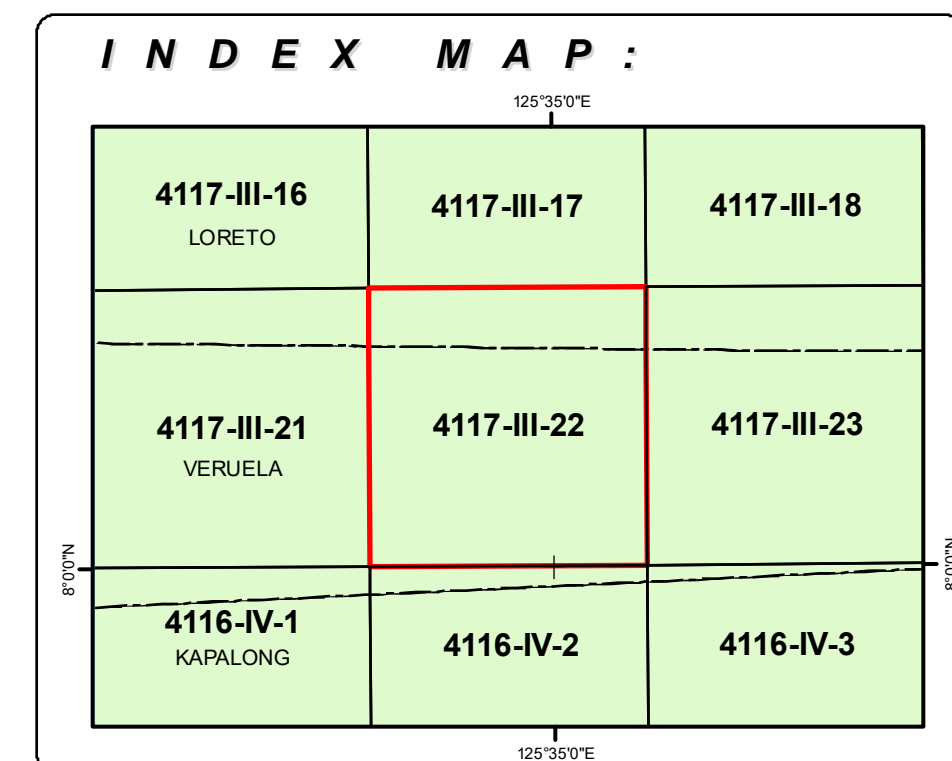 INDEX MAP:
125°35'0"E
4117-III-16
LORETO
4117-III-17
4117-III-18
4117-III-21
VERUELA
4117-III-22
4117-III-23
8°0'0"N
8°0'0"N
4116-IV-1
KAPALONG
4116-IV-2
4116-IV-3
125°35'0"E